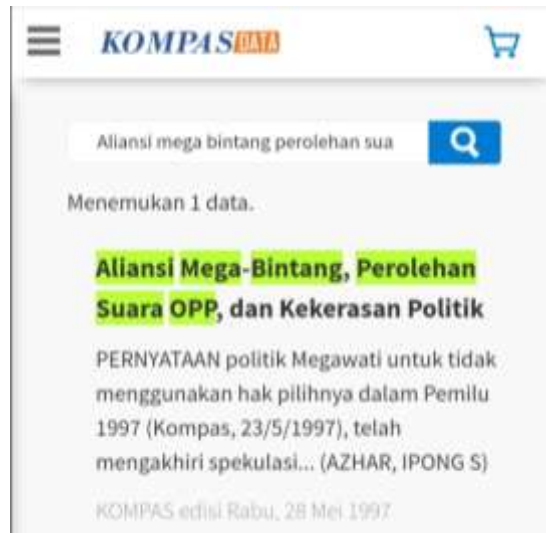 KOMPAS DATA
Aliansi mega bintang perolehan sua
Menemukan 1 data.
Aliansi Mega-Bintang, Perolehan
Suara OPP, dan Kekerasan Politik
PERNYATAAN politik Megawati untuk tidak
menggunakan hak pilihnya dalam Pemilu
1997 (Kompas, 23/5/1997), telah
mengakhiri spekulasi... (AZHAR, IPONG S)
KOMPAS edisi Rabu, 28 Mei 1997